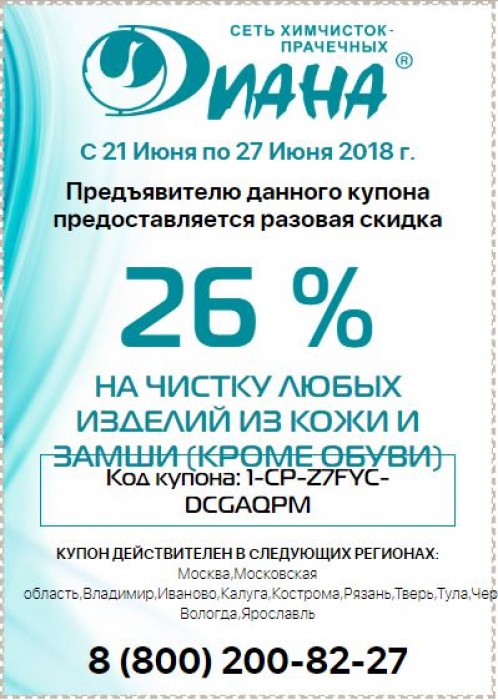 СЕТЬ ХИМЧИСТОК-
ПРАЧЕЧНЫХ
Диана®
С 21 Июня по 27 Июня 2018 г.
Предъявителю данного купона
предоставляется разовая скидка
26 %
НА ЧИСТКУ ЛЮБЫХ
ИЗДЕЛИЙ ИЗ КОЖИ И
ЗАМШИ (КРОМЕ ОБУВИ)
Код купона: 1-CP-Z7FYC-
DCGAQPM
КУПОН ДЕЙСТВИТЕЛЕН В СЛЕДУЮЩИХ РЕГИОНАХ:
Москва,Московская
область,Владимир,Иваново,Калуга,Кострома,Рязань,Тверь,Тула,Чер
Вологда,Ярославль
8 (800) 200-82-27